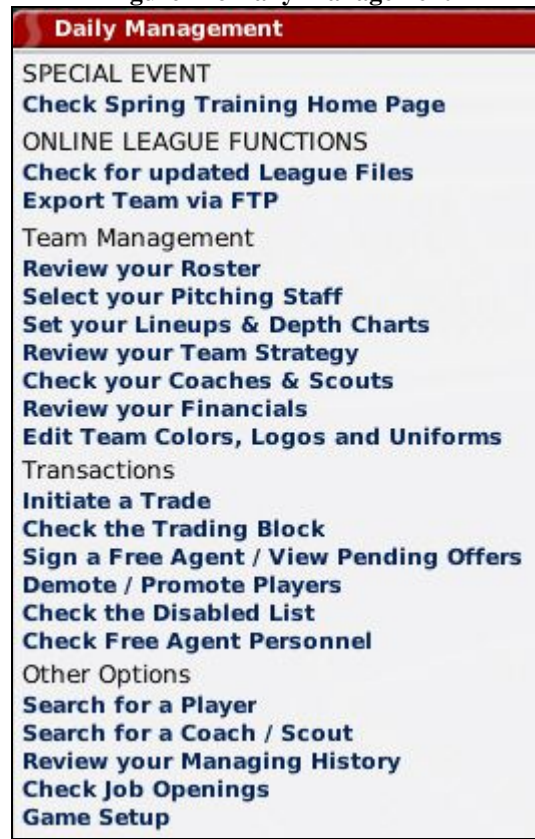 Daily Management
SPECIAL EVENT
Check Spring Training Home Page
ONLINE LEAGUE FUNCTIONS
Check for updated League Files
Export Team via FTP
Team Management
Review your Roster
Select your Pitching Staff
Set your Lineups & Depth Charts
Review your Team Strategy
Check your Coaches & Scouts
Review your Financials
Edit Team Colors, Logos and Uniforms
Transactions
Initiate a Trade
Check the Trading Block
Sign a Free Agent / View Pending Offers
Demote / Promote Players
Check the Disabled List
Check Free Agent Personnel
Other Options
Search for a Player
Search for a Coach / Scout
Review your Managing History
Check Job Openings
Game Setup